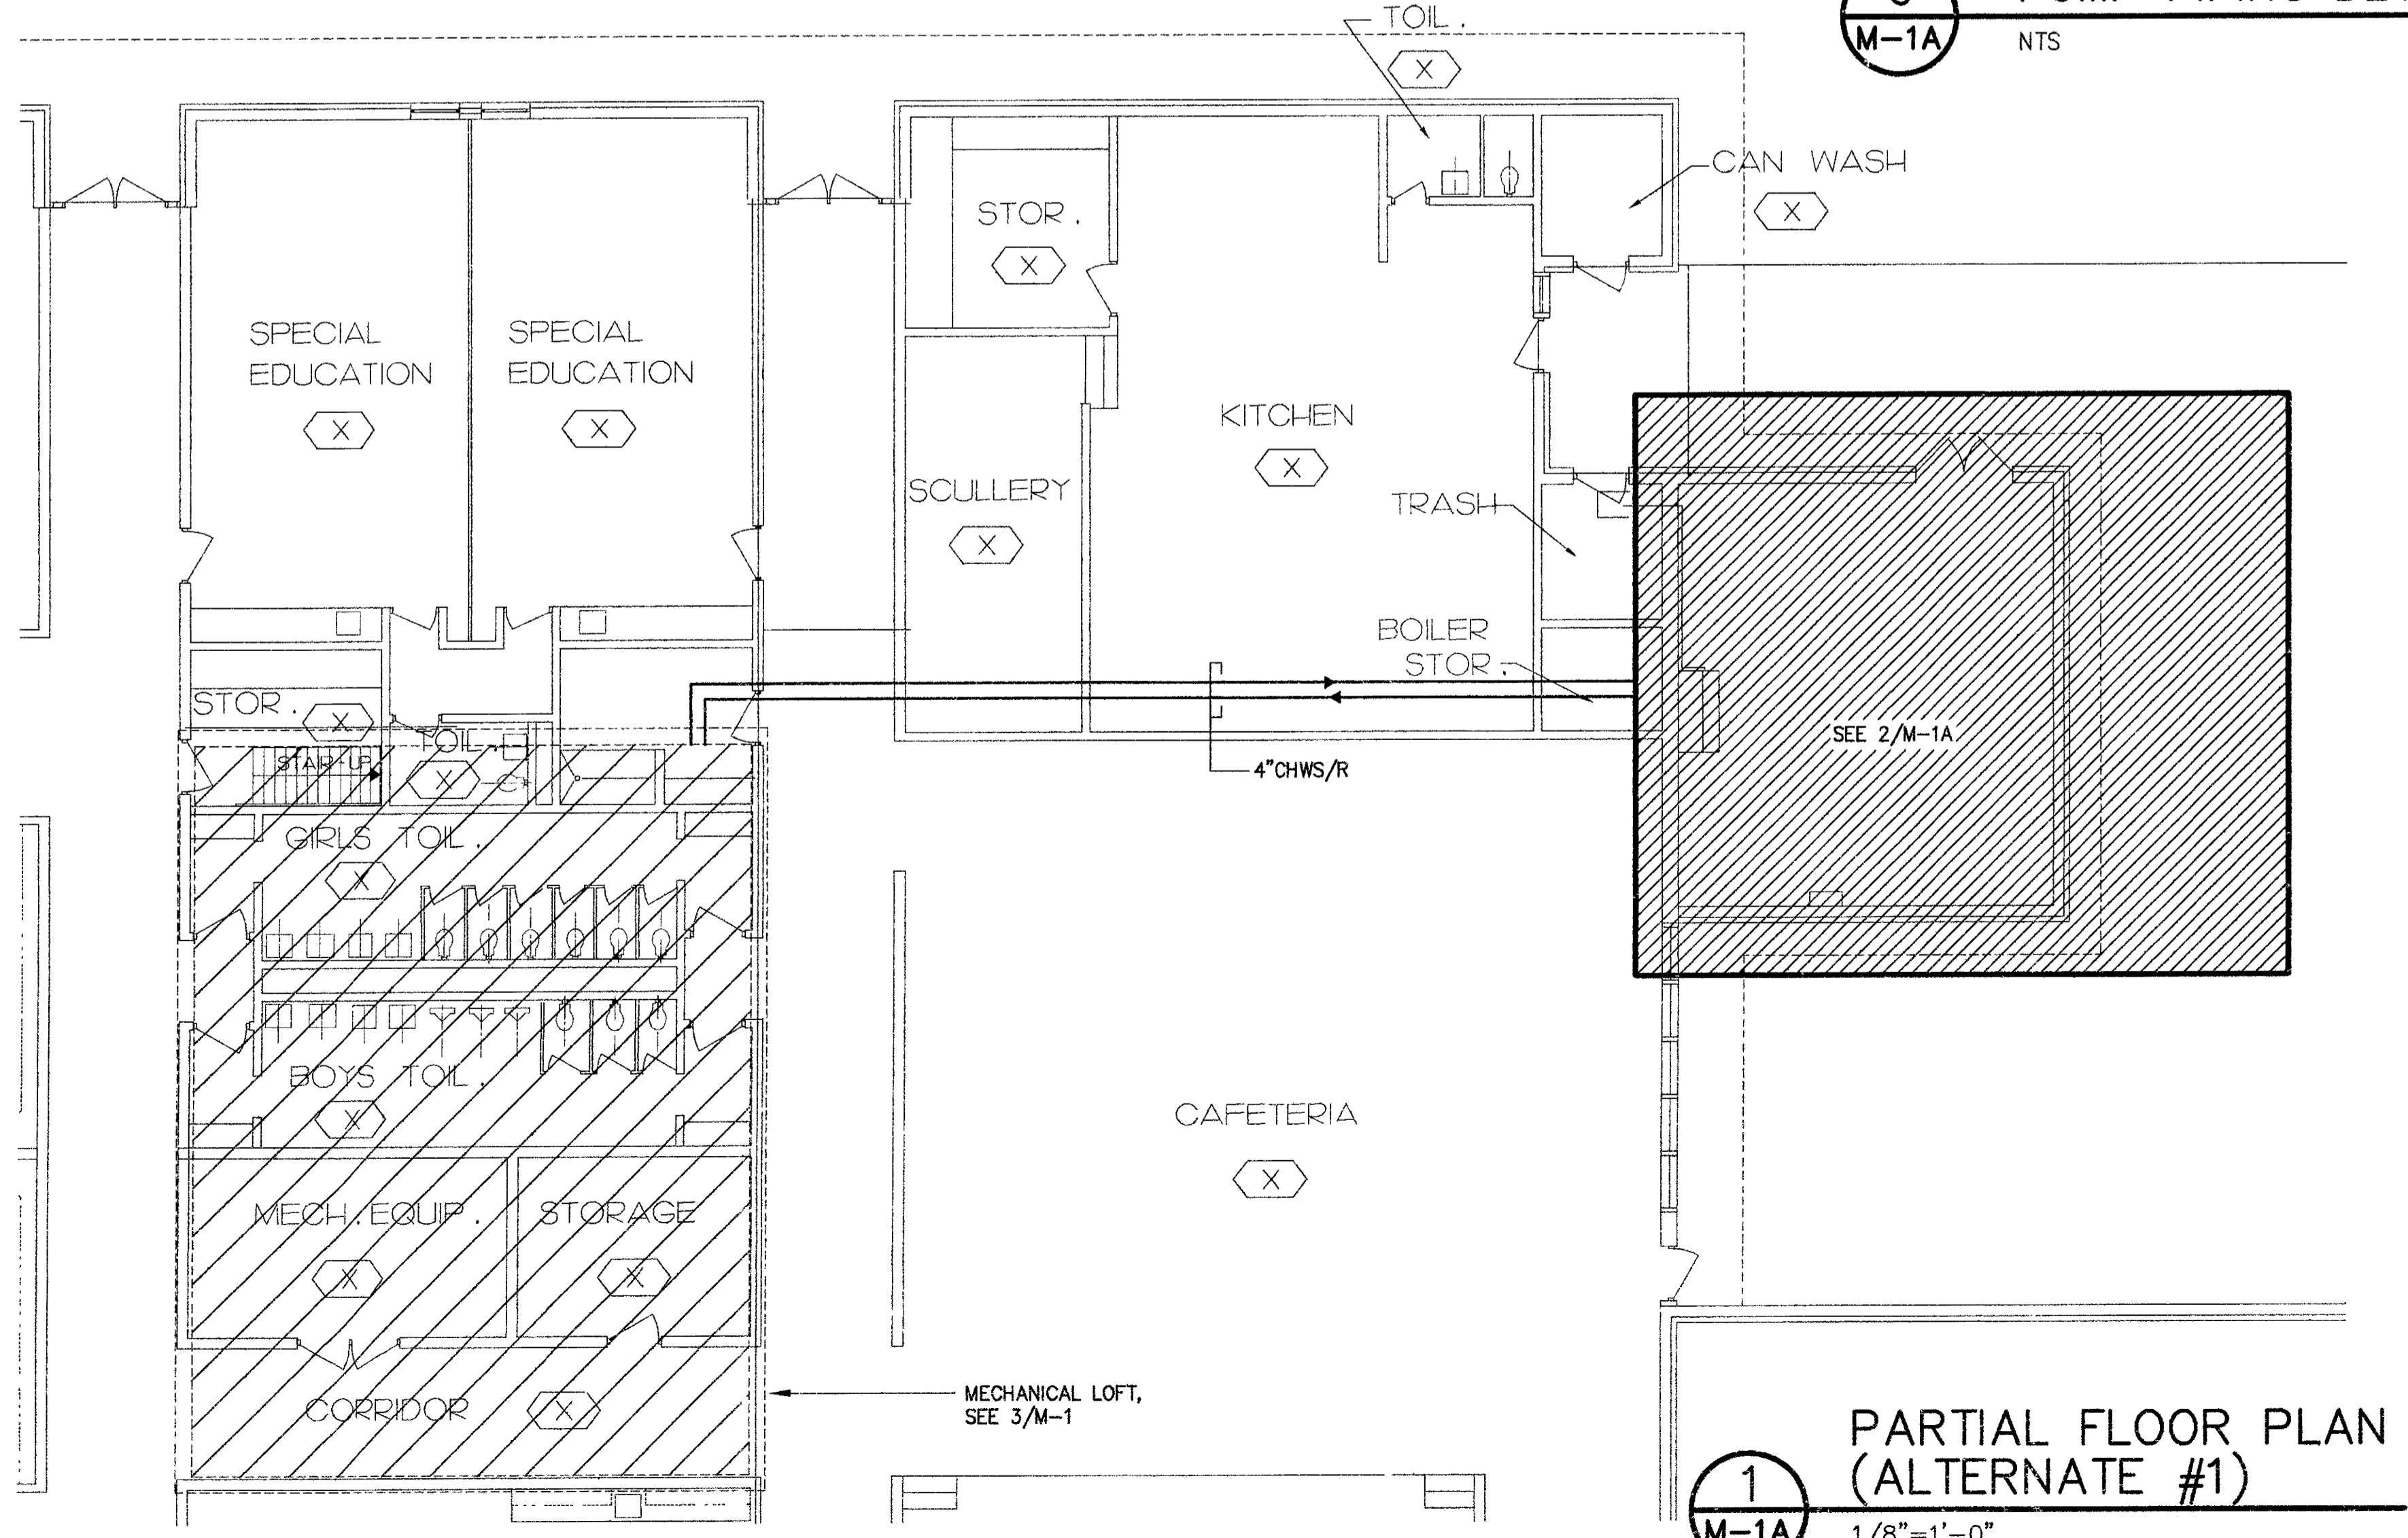 TOIL.
X
M-1A
NTS
CAN WASH
X
STOR.
X
SPECIAL
EDUCATION
X
SPECIAL
EDUCATION
X
KITCHEN
X
SCULLERY
X
TRASH
BOILER
STOR.
STOR.
X
TOIL.
X
STAIR-UP
4"CHWS/R
SEE 2/M-1A
GIRLS TOIL.
X
BOYS TOIL.
X
CAFETERIA
X
MECH. EQUIP.
X
STORAGE
X
CORRIDOR
X
MECHANICAL LOFT,
SEE 3/M-1
PARTIAL FLOOR PLAN
(ALTERNATE #1)
1
M-1A
1/8"=1'-0"